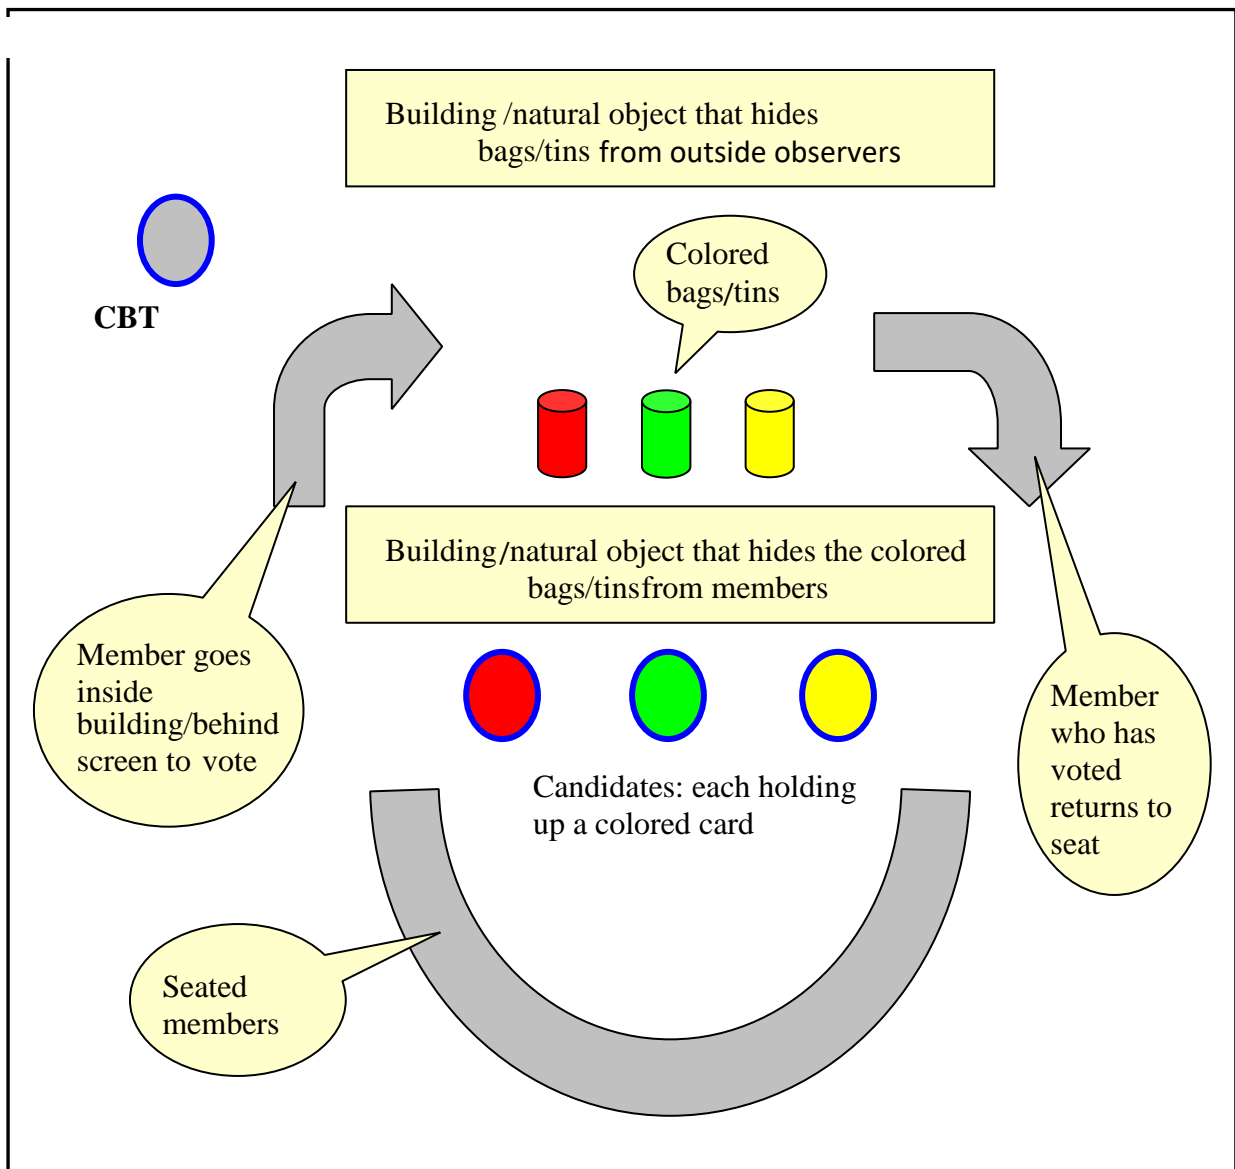 Building /natural object that hides
bags/tins from outside observers
Colored
bags/tins
CBT
Building/natural object that hides the colored
bags/tinsfrom members
Member goes
inside
building/behind
screen to vote
Member
who has
voted
returns to
seat
Candidates: each holding
up a colored card
Seated
members